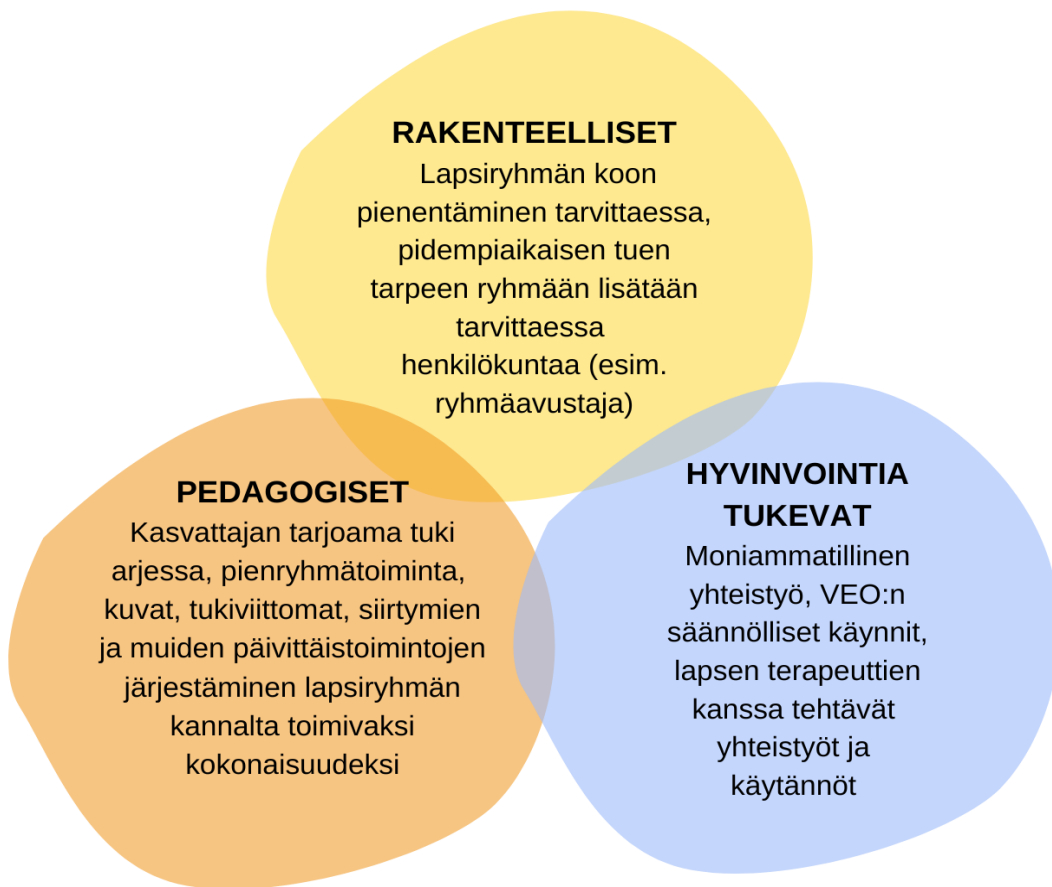 RAKENTEELLISET
Lapsiryhmän koon
pienentäminen tarvittaessa,
pidempiaikaisen tuen
tarpeen ryhmään lisätään
tarvittaessa
henkilökuntaa (esim.
ryhmäavustaja)
PEDAGOGISET
Kasvattajan tarjoama tuki
arjessa, pienryhmätoiminta,
kuvat, tukiviittomat, siirtymien
ja muiden päivittäistoimintojen
järjestäminen lapsiryhmän
kannalta toimivaksi
kokonaisuudeksi
HYVINVOINTIA
TUKEVAT
Moniammatillinen
yhteistyö, VEO:n
säännölliset käynnit,
lapsen terapeuttien
kanssa tehtävät
yhteistyöt ja
käytännöt